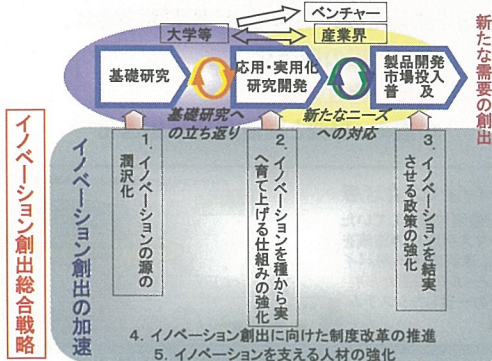 ベンチャー
大学等
産業界
基礎研究
応用・実用化
研究開発
製品開発
市場投入
普及
基礎研究へ
の立ち返り
新たなニーズ
への対応
新たな需要の創出
イノベーション創出総合戦略
イノベーション創出の加速
1．イノベーションの源の
潤沢化
2．イノベーションを種から実
へ育て上げる仕組みの強化
3．イノベーションを結実
させる政策の強化
4．イノベーション創出に向けた制度改革の推進
5．イノベーションを支える人材の強化